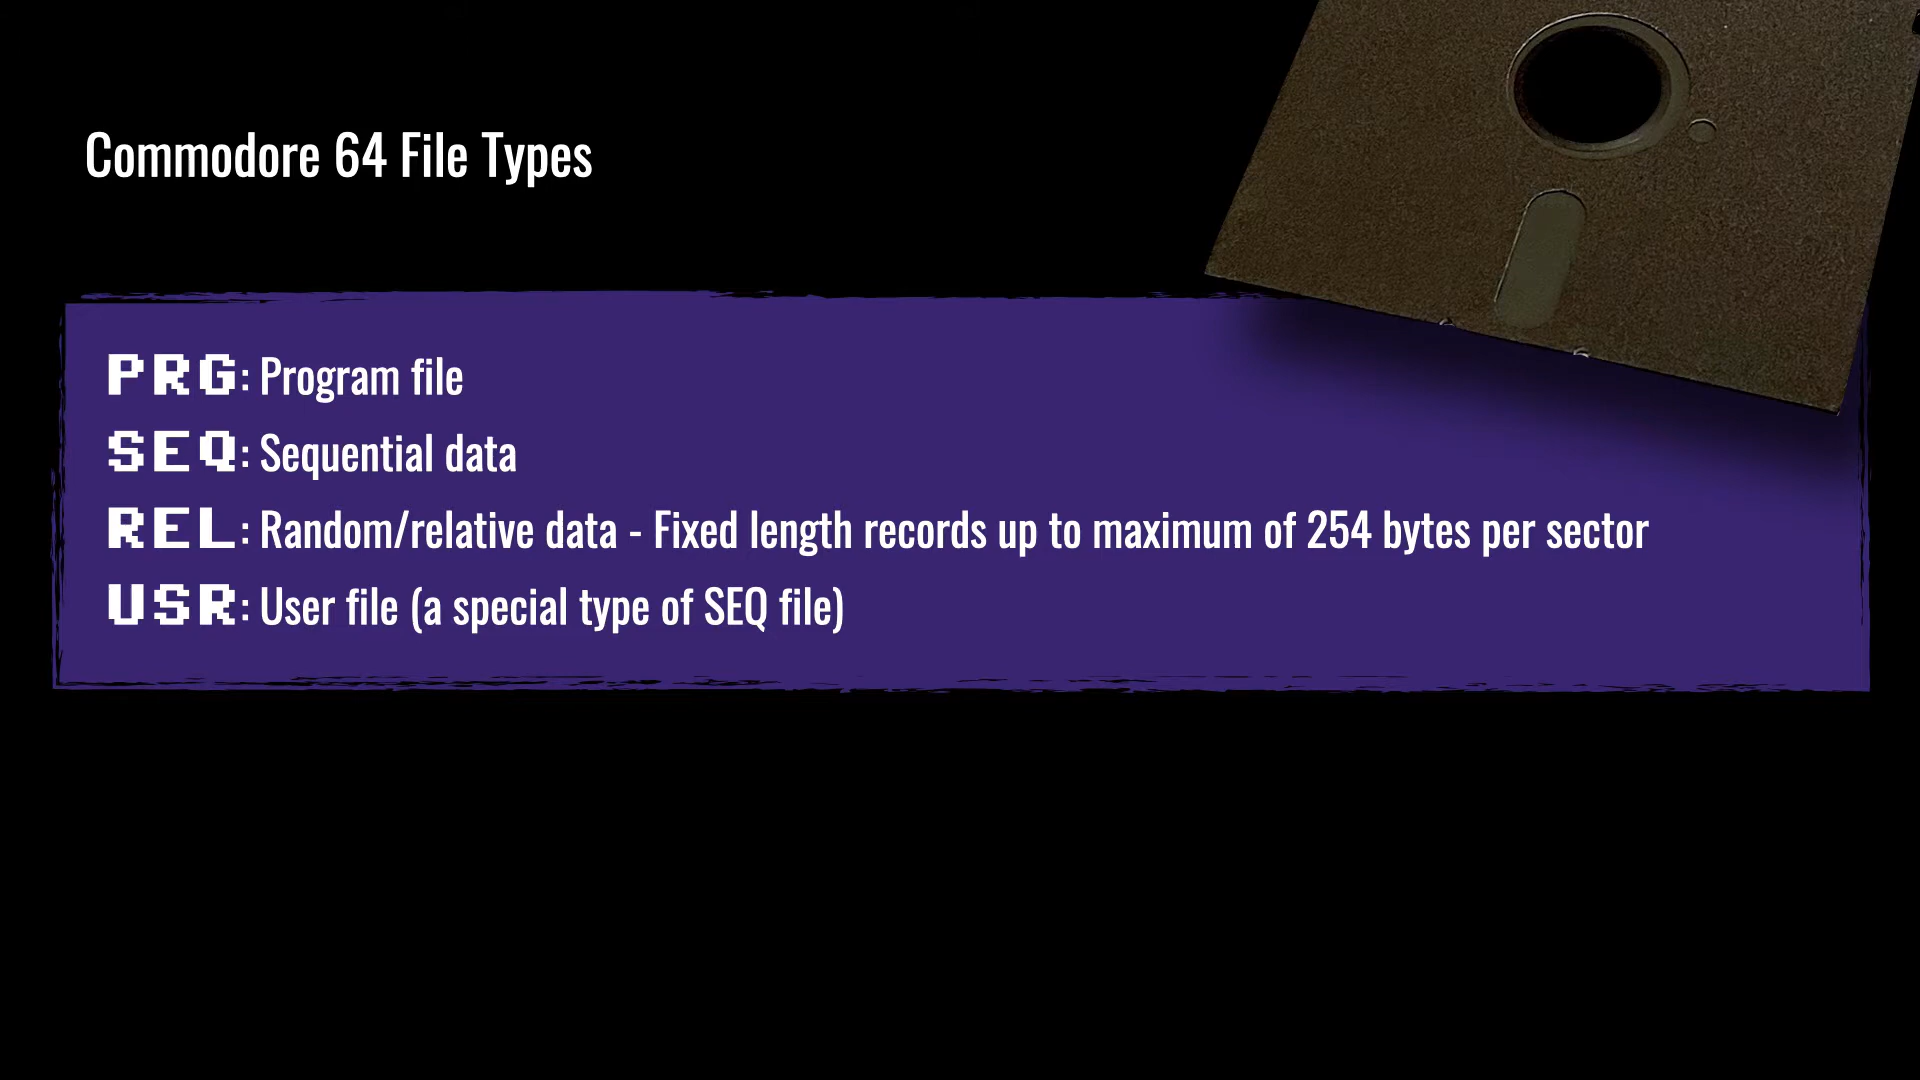 Commodore 64 File Types
PRG: Program file
SEQ: Sequential data
REL: Random/relative data - Fixed length records up to maximum of 254 bytes per sector
USR: User file (a special type of SEQ file)